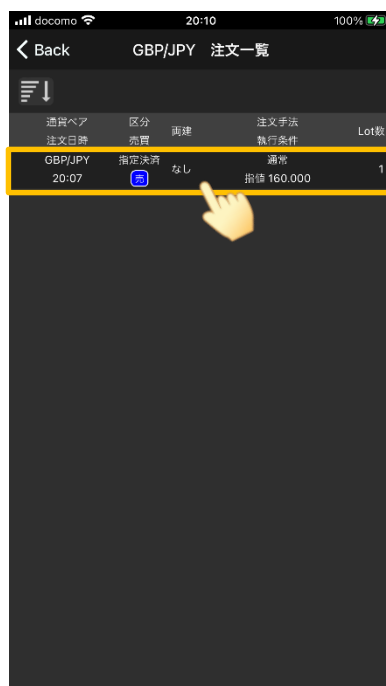 docomo 20:10 100%
Back GBP/JPY 注文一覧
通貨ペア 区分 両建 注文手法 Lot数
注文日時 売買 執行条件
GBP/JPY 指定決済 なし 通常 1
20:07 売 指値 160.000